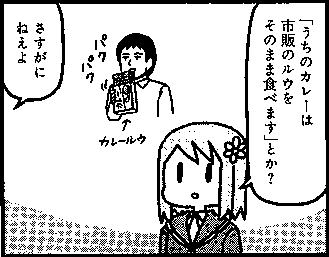 「うちのカレーは
市販のルウを
そのまま食べます」とか？
パク
パク
カレールウ
さすがに
ねえよ